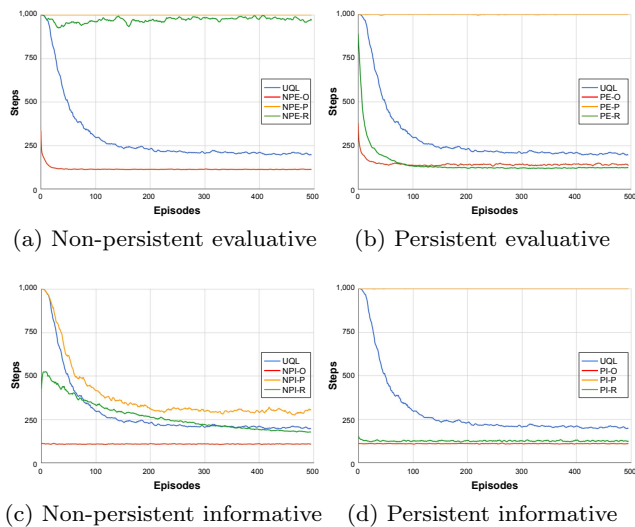 1,000
750
500
250
0
Steps
0
100
200
300
400
500
Episodes
UQL
NPE-O
NPE-P
NPE-R
(a) Non-persistent evaluative
1,000
750
500
250
0
Steps
0
100
200
300
400
500
Episodes
UQL
PE-O
PE-P
PE-R
(b) Persistent evaluative
1,000
750
500
250
0
Steps
0
100
200
300
400
500
Episodes
UQL
NPI-O
NPI-P
NPI-R
(c) Non-persistent informative
1,000
750
500
250
0
Steps
0
100
200
300
400
500
Episodes
UQL
PI-O
PI-P
PI-R
(d) Persistent informative